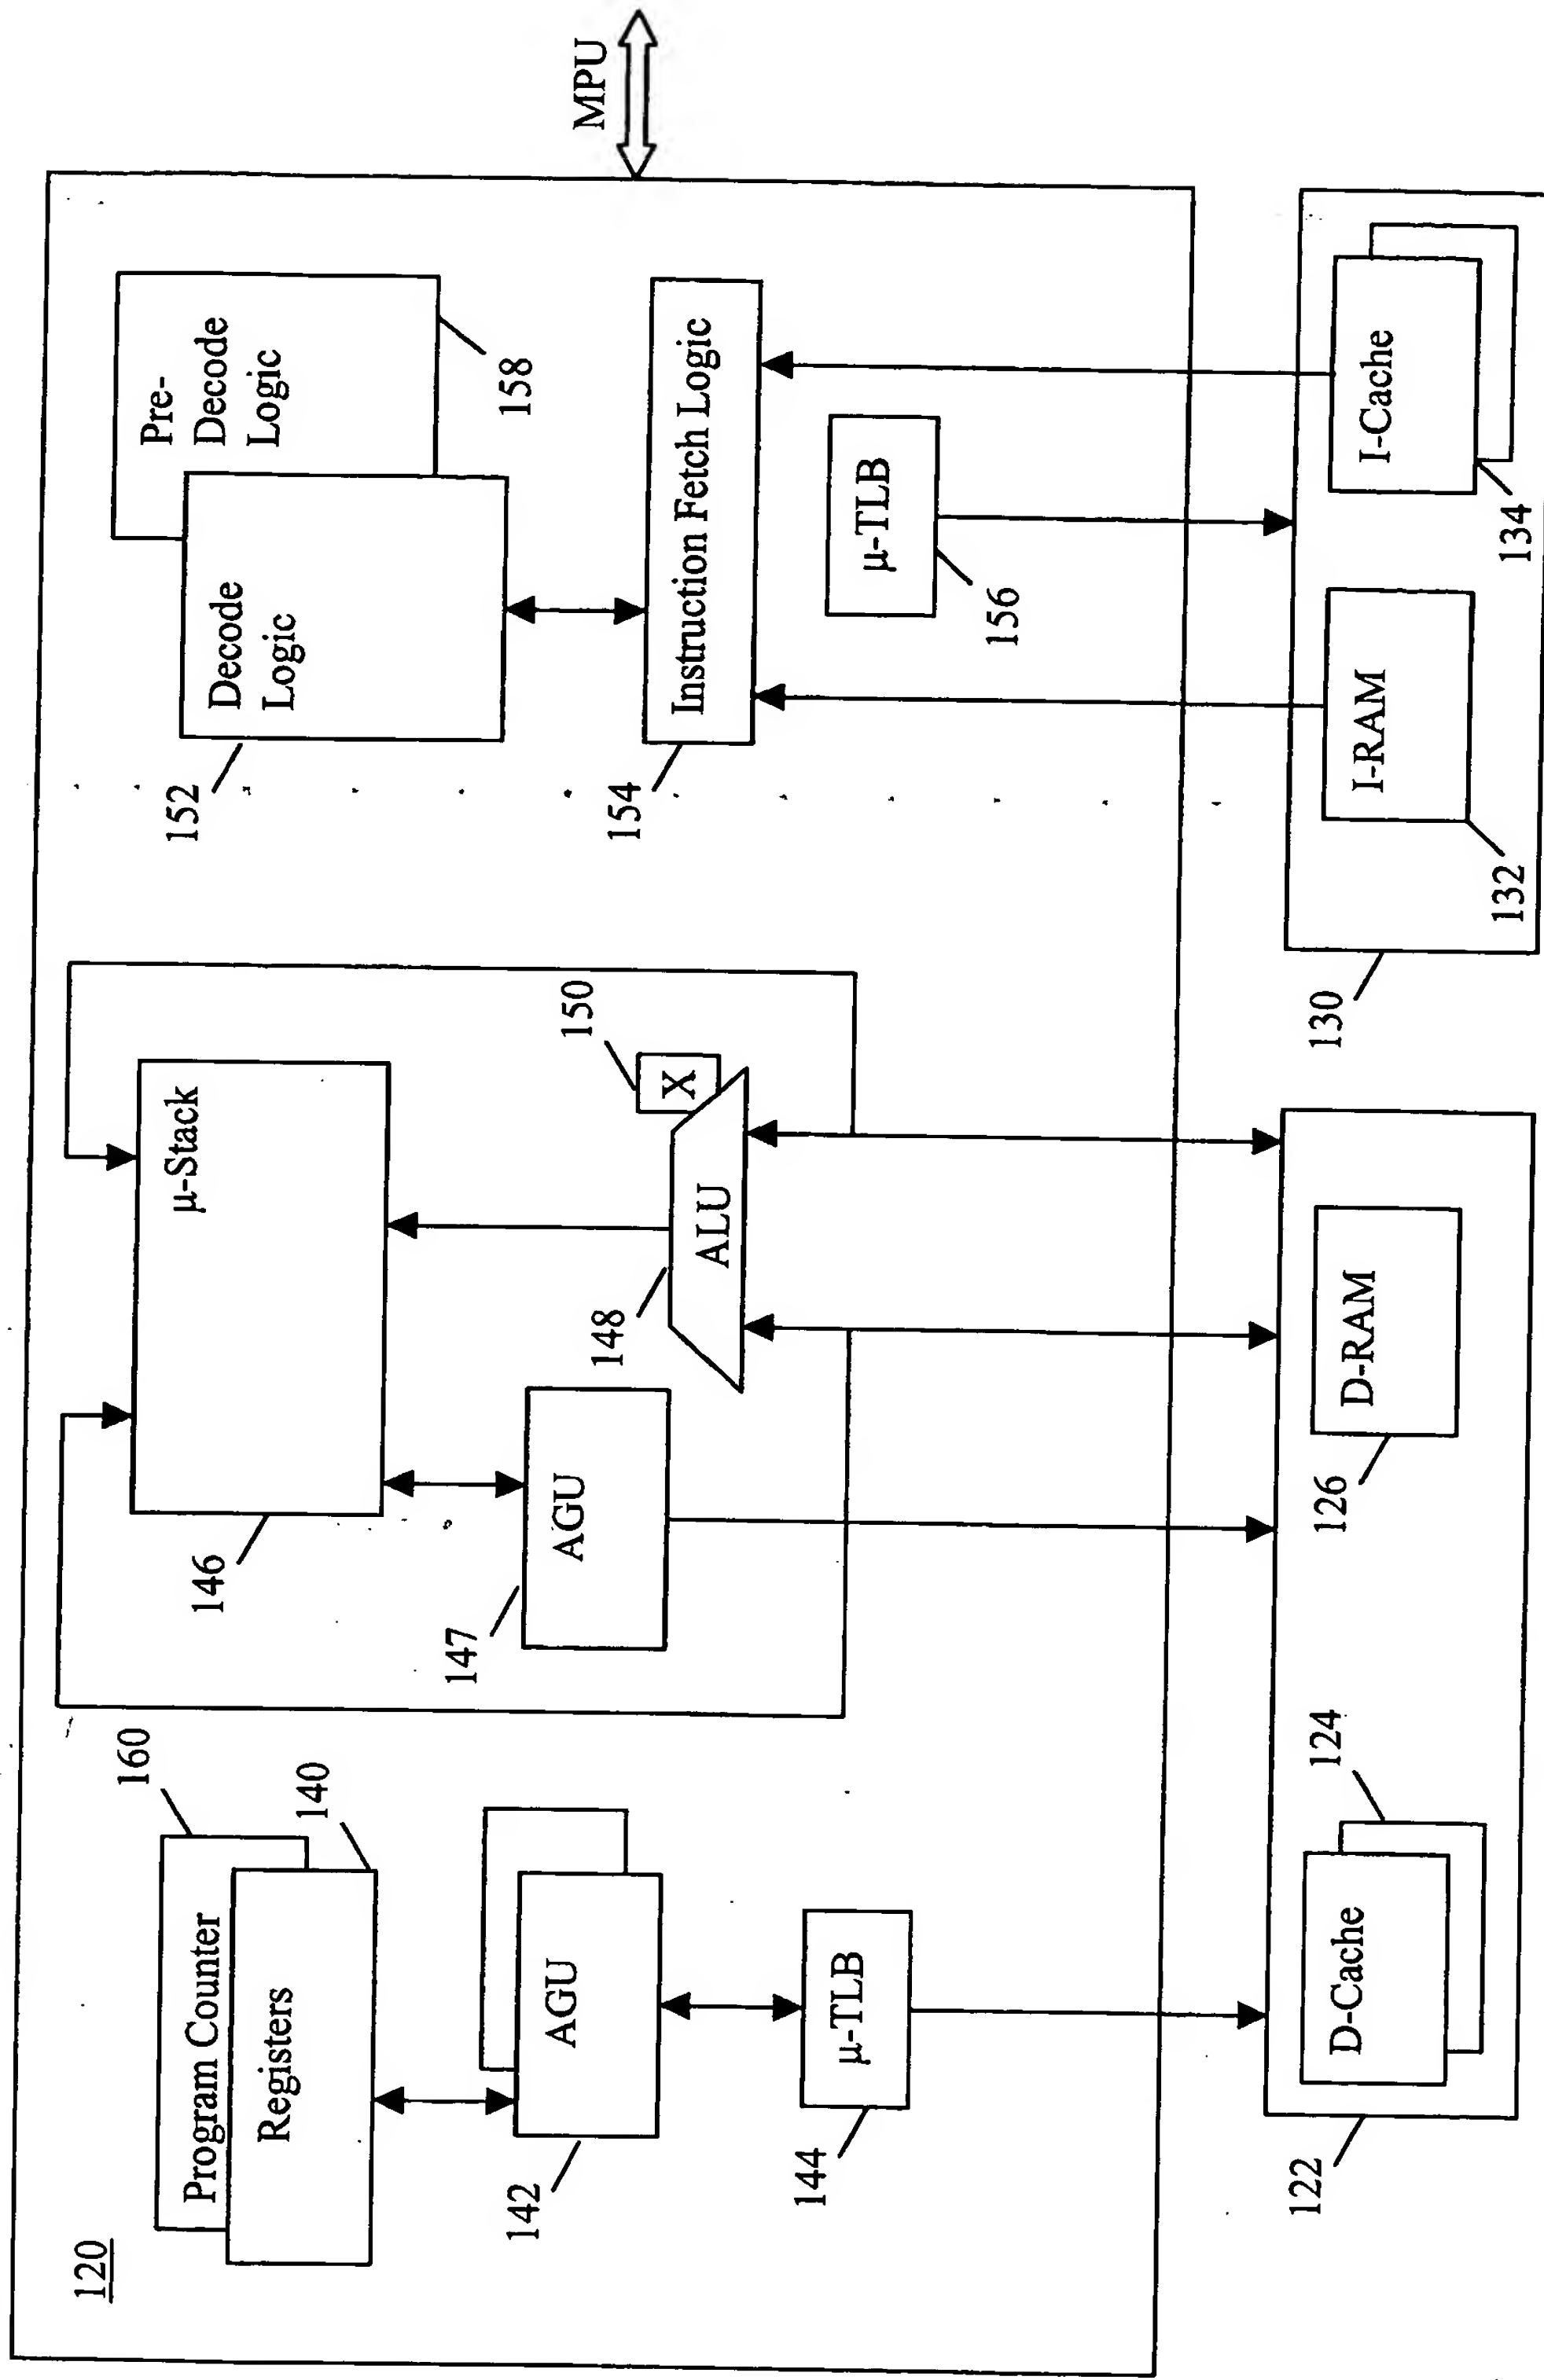 120
Program Counter
160
Registers
140
AGU
142
μ-TLB
144
μ-Stack
146
AGU
147
ALU
148
X
150
Decode
Logic
152
Pre-
Decode
Logic
158
Instruction Fetch Logic
154
μ-TLB
156
MPU
D-Cache
124
D-RAM
126
122
I-RAM
132
I-Cache
134
130